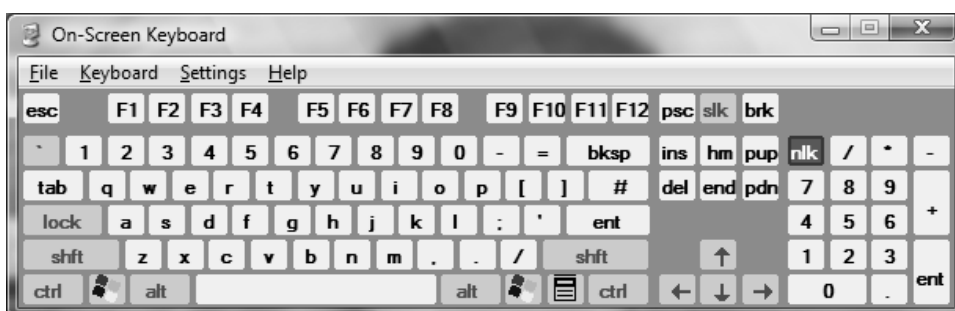 On-Screen Keyboard
File Keyboard Settings Help
esc F1 F2 F3 F4 F5 F6 F7 F8 F9 F10 F11 F12 psc slk brk
` 1 2 3 4 5 6 7 8 9 0 - = bksp ins hm pup nlk / * -
tab q w e r t y u i o p [ ] # del end pdn 7 8 9 +
lock a s d f g h j k l ; ' ent 4 5 6
shft z x c v b n m , . / shft ↑ 1 2 3 ent
ctrl alt alt ctrl ← ↓ → 0 .